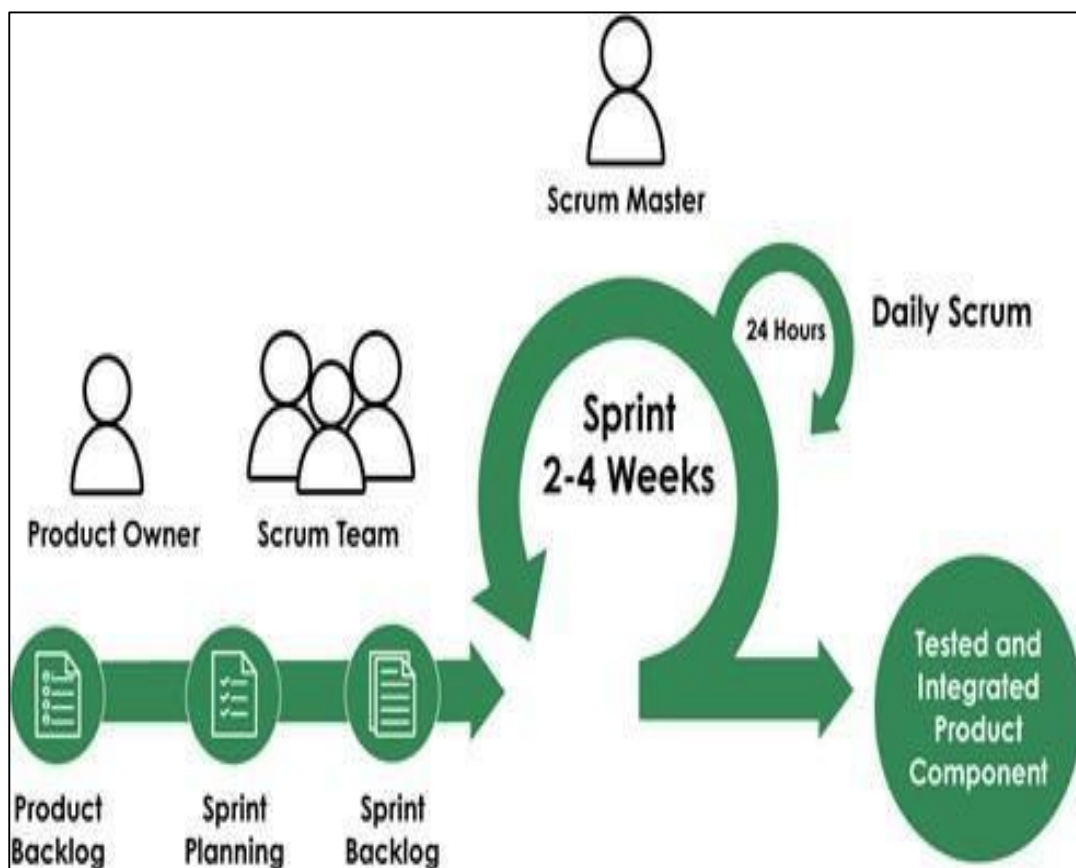 Scrum Master
24 Hours
Daily Scrum
Sprint
2-4 Weeks
Product Owner
Scrum Team
Product
Backlog
Sprint
Planning
Sprint
Backlog
Tested and
Integrated
Product
Component